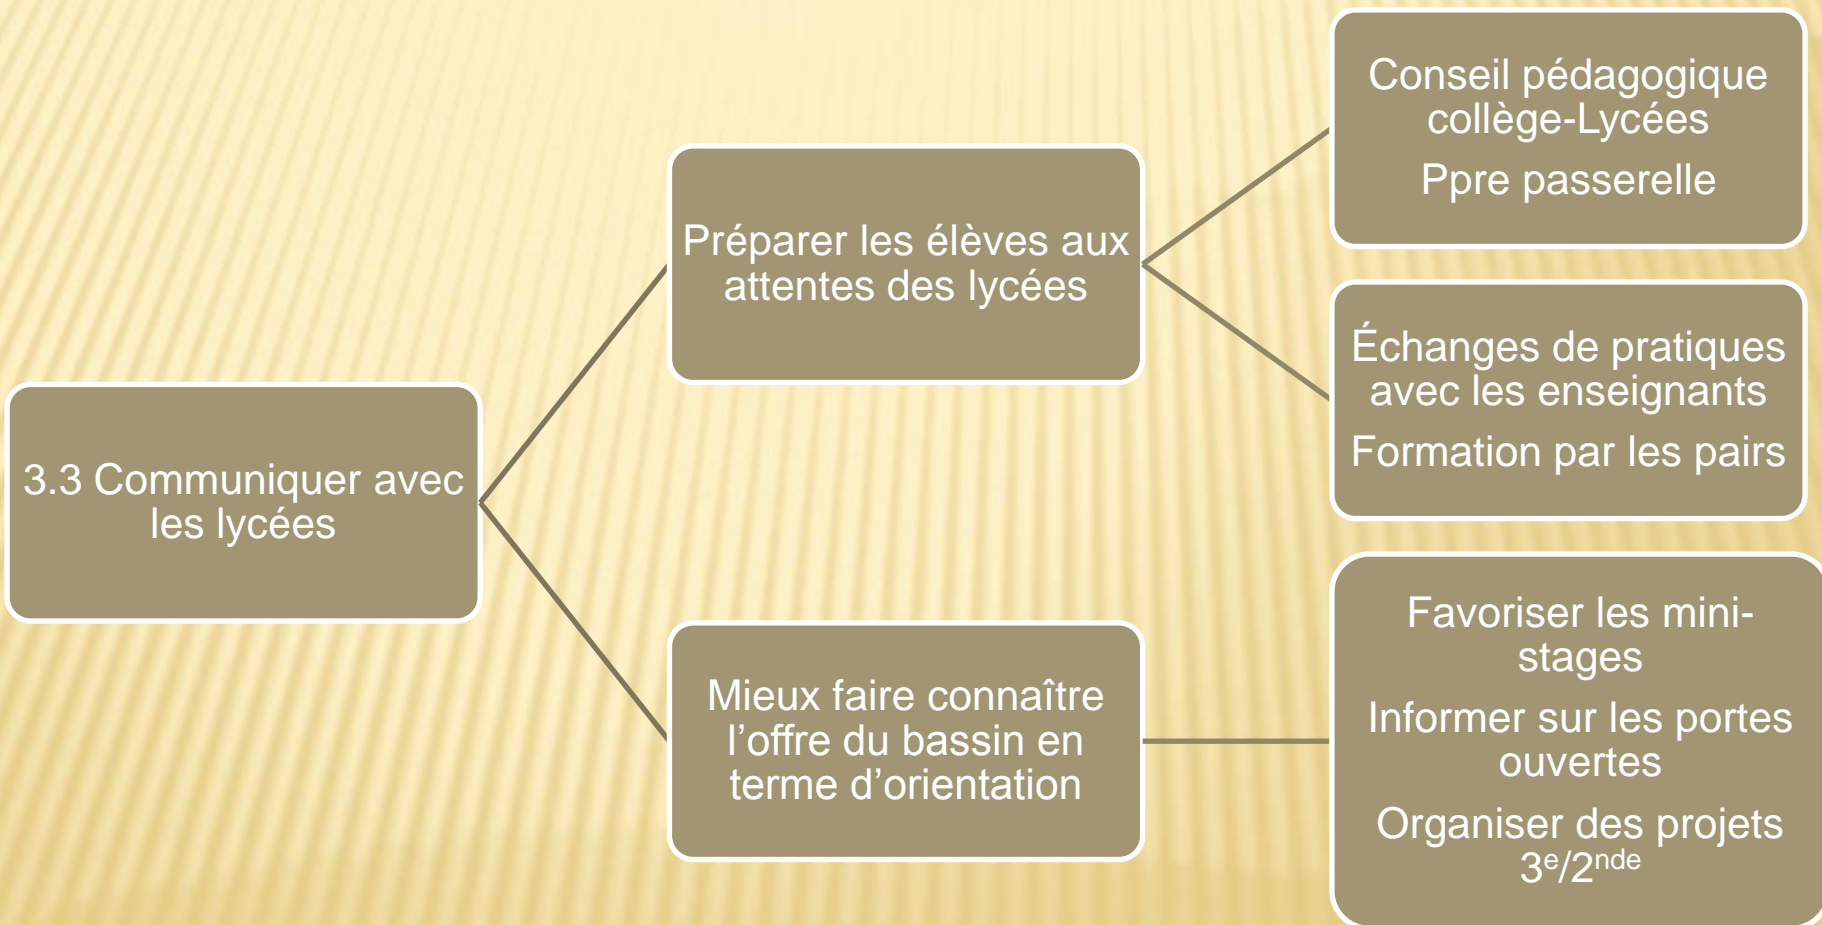 3.3 Communiquer avec
les lycées
Préparer les élèves aux
attentes des lycées
Conseil pédagogique
collège-Lycées
Ppre passerelle
Échanges de pratiques
avec les enseignants
Formation par les pairs
Mieux faire connaître
l’offre du bassin en
terme d’orientation
Favoriser les mini-
stages
Informer sur les portes
ouvertes
Organiser des projets
3e/2nde